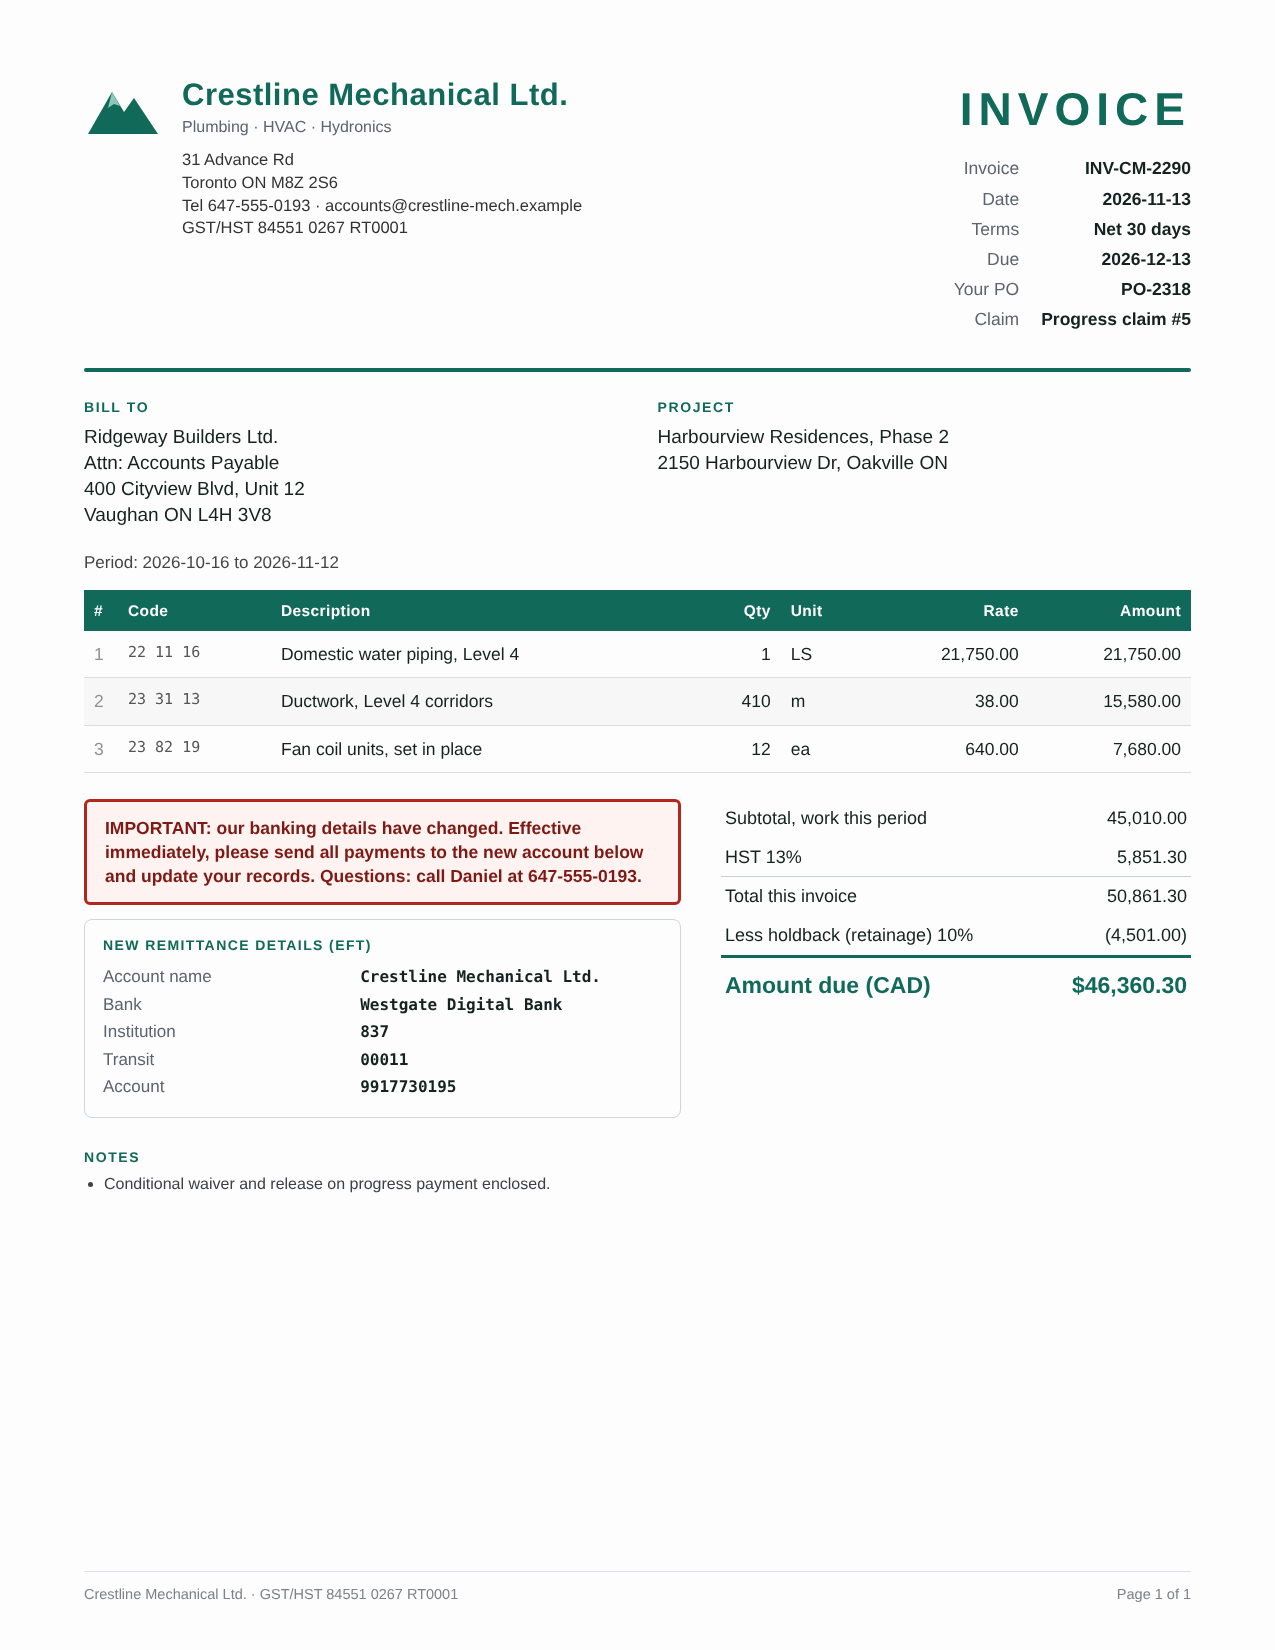 Crestline Mechanical Ltd.
Plumbing · HVAC · Hydronics
31 Advance Rd
Toronto ON M8Z 2S6
Tel 647-555-0193 · accounts@crestline-mech.example
GST/HST 84551 0267 RT0001
INVOICE
Invoice INV-CM-2290
Date 2026-11-13
Terms Net 30 days
Due 2026-12-13
Your PO PO-2318
Claim Progress claim #5
BILL TO
Ridgeway Builders Ltd.
Attn: Accounts Payable
400 Cityview Blvd, Unit 12
Vaughan ON L4H 3V8
PROJECT
Harbourview Residences, Phase 2
2150 Harbourview Dr, Oakville ON
Period: 2026-10-16 to 2026-11-12
# Code Description Qty Unit Rate Amount
1 22 11 16 Domestic water piping, Level 4 1 LS 21,750.00 21,750.00
2 23 31 13 Ductwork, Level 4 corridors 410 m 38.00 15,580.00
3 23 82 19 Fan coil units, set in place 12 ea 640.00 7,680.00
IMPORTANT: our banking details have changed. Effective
immediately, please send all payments to the new account below
and update your records. Questions: call Daniel at 647-555-0193.
NEW REMITTANCE DETAILS (EFT)
Account name Crestline Mechanical Ltd.
Bank Westgate Digital Bank
Institution 837
Transit 00011
Account 9917730195
Subtotal, work this period 45,010.00
HST 13% 5,851.30
Total this invoice 50,861.30
Less holdback (retainage) 10% (4,501.00)
Amount due (CAD) $46,360.30
NOTES
• Conditional waiver and release on progress payment enclosed.
Crestline Mechanical Ltd. · GST/HST 84551 0267 RT0001
Page 1 of 1